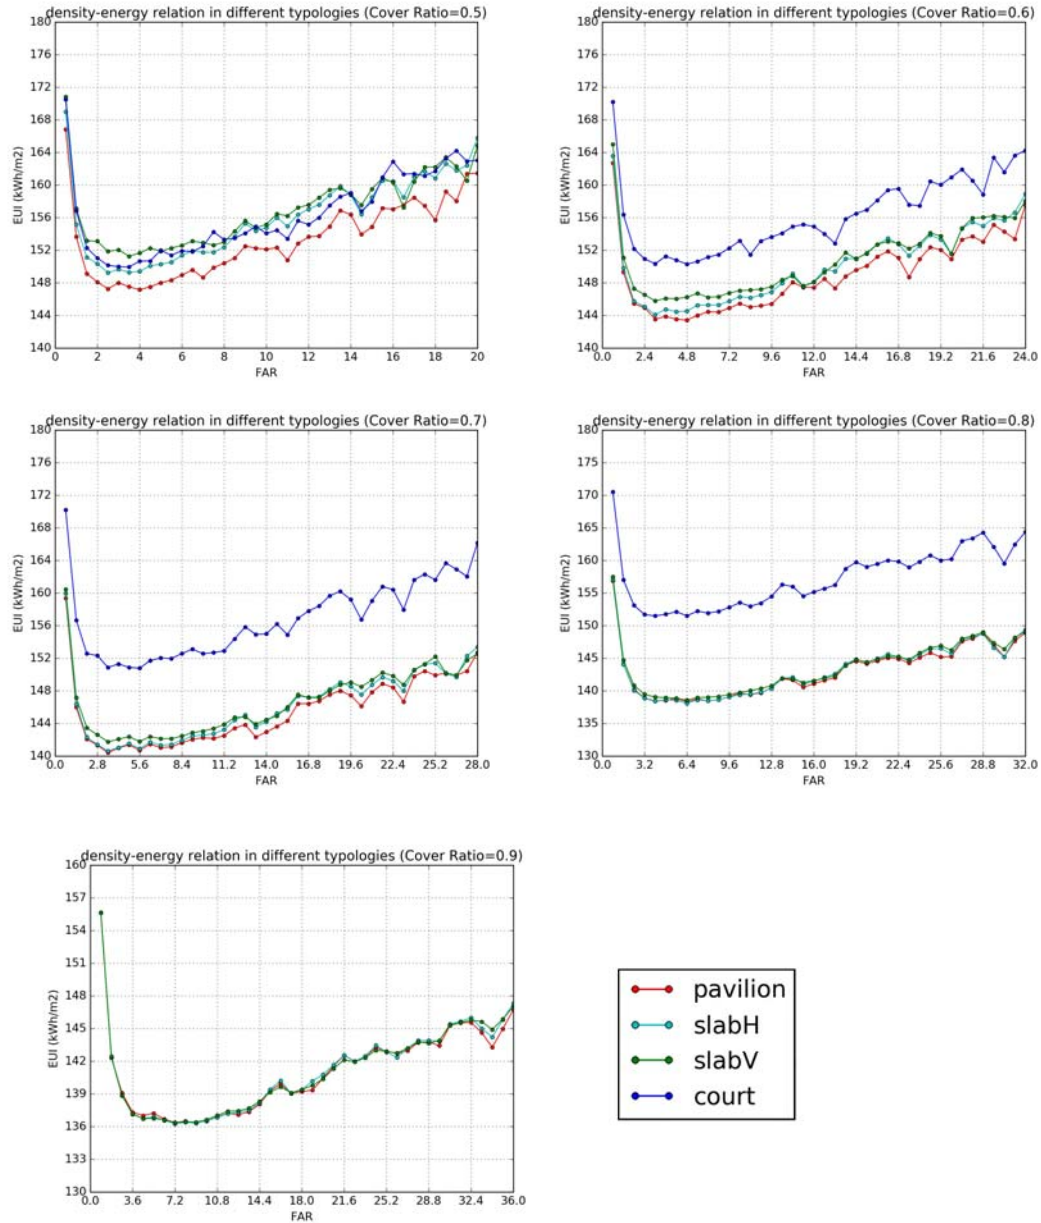 density-energy relation in different typologies (Cover Ratio=0.5)
180
176
172
168
164
160
156
152
148
144
140
EUI (kWh/m2)
0 2 4 6 8 10 12 14 16 18 20
FAR
density-energy relation in different typologies (Cover Ratio=0.6)
180
176
172
168
164
160
156
152
148
144
140
EUI (kWh/m2)
0.0 2.4 4.8 7.2 9.6 12.0 14.4 16.8 19.2 21.6 24.0
FAR
density-energy relation in different typologies (Cover Ratio=0.7)
180
176
172
168
164
160
156
152
148
144
140
EUI (kWh/m2)
0.0 2.8 5.6 8.4 11.2 14.0 16.8 19.6 22.4 25.2 28.0
FAR
density-energy relation in different typologies (Cover Ratio=0.8)
180
175
170
165
160
155
150
145
140
135
130
EUI (kWh/m2)
0.0 3.2 6.4 9.6 12.8 16.0 19.2 22.4 25.6 28.8 32.0
FAR
density-energy relation in different typologies (Cover Ratio=0.9)
160
157
154
151
148
145
142
139
136
133
130
EUI (kWh/m2)
0.0 3.6 7.2 10.8 14.4 18.0 21.6 25.2 28.8 32.4 36.0
FAR
pavilion
slabH
slabV
court